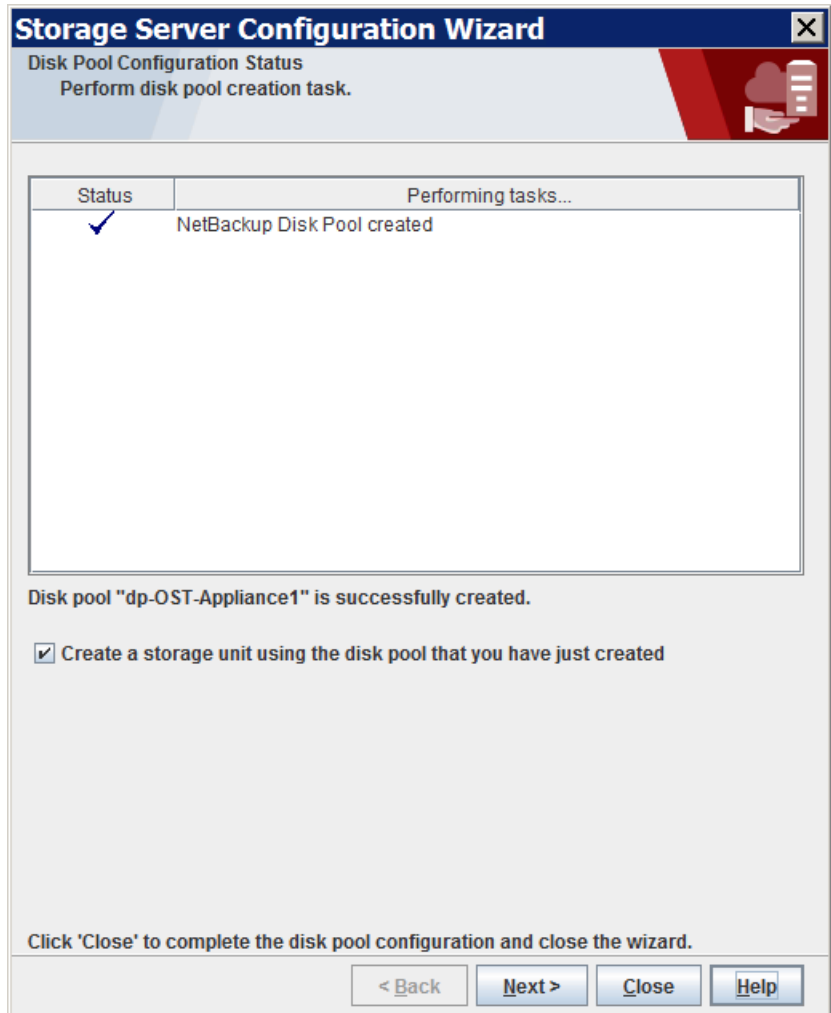 Storage Server Configuration Wizard
Disk Pool Configuration Status
Perform disk pool creation task.
Status Performing tasks...
NetBackup Disk Pool created
Disk pool "dp-OST-Appliance1" is successfully created.
Create a storage unit using the disk pool that you have just created
Click 'Close' to complete the disk pool configuration and close the wizard.
< Back Next > Close Help